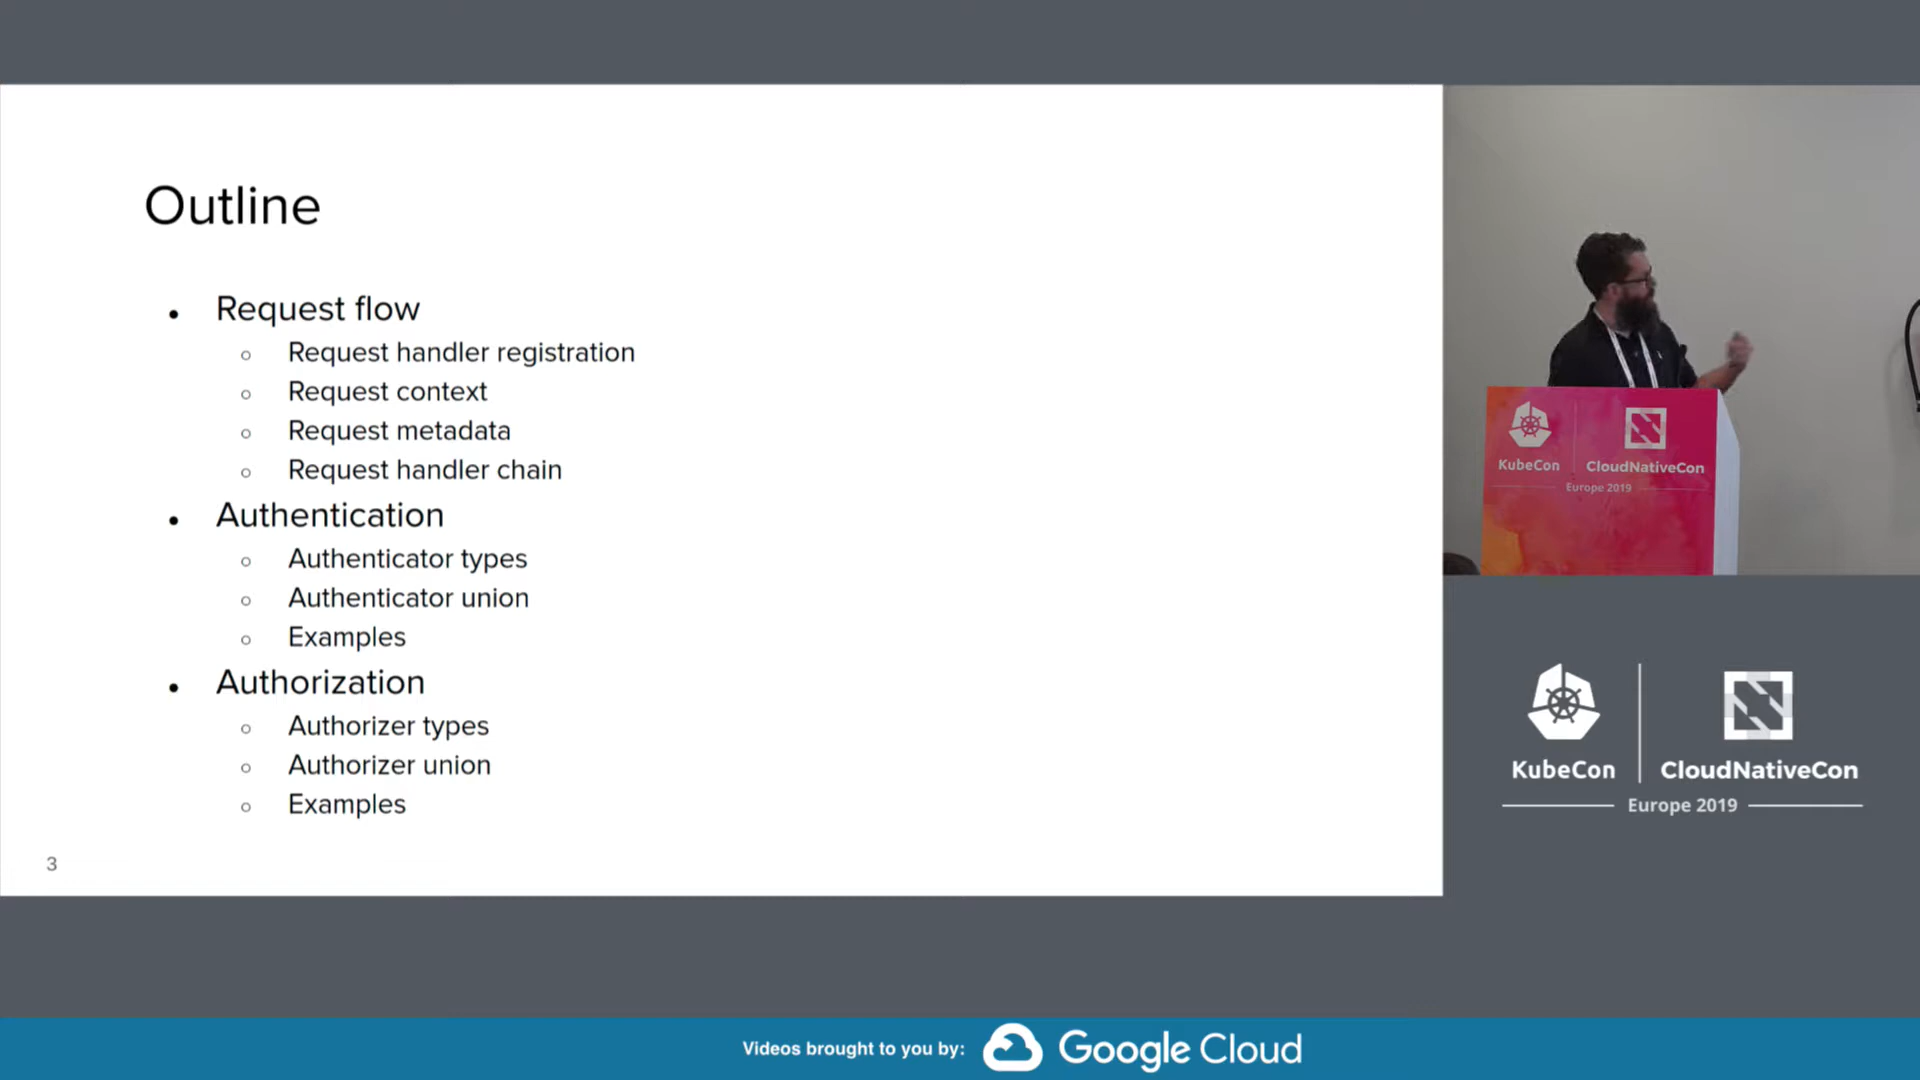 Outline
Request flow
Request handler registration
Request context
Request metadata
Request handler chain
Authentication
Authenticator types
Authenticator union
Examples
Authorization
Authorizer types
Authorizer union
Examples
3
KubeCon
CloudNativeCon
Europe 2019
KubeCon
CloudNativeCon
Europe 2019
Videos brought to you by:
Google Cloud